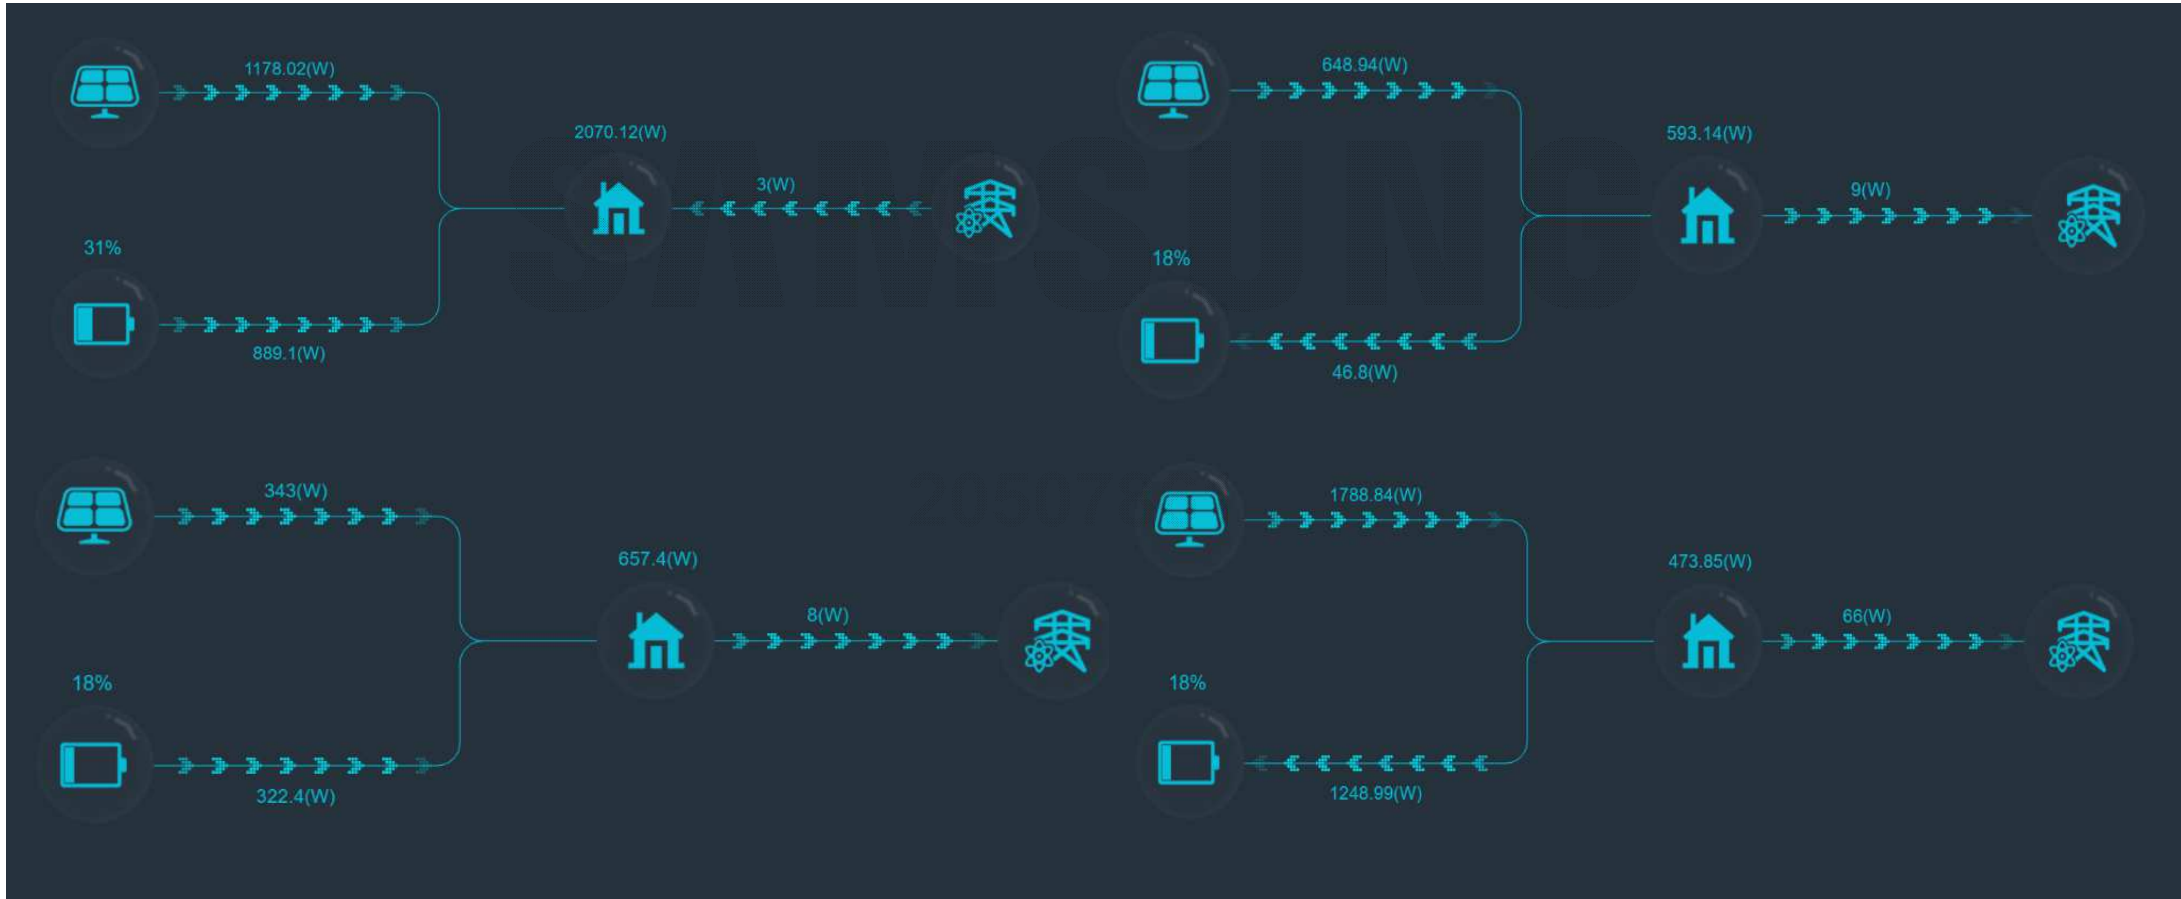 1178.02(W)
2070.12(W)
3(W)
31%
889.1(W)
648.94(W)
593.14(W)
9(W)
18%
46.8(W)
343(W)
657.4(W)
8(W)
18%
322.4(W)
1788.84(W)
473.85(W)
66(W)
18%
1248.99(W)
SAMSUNG